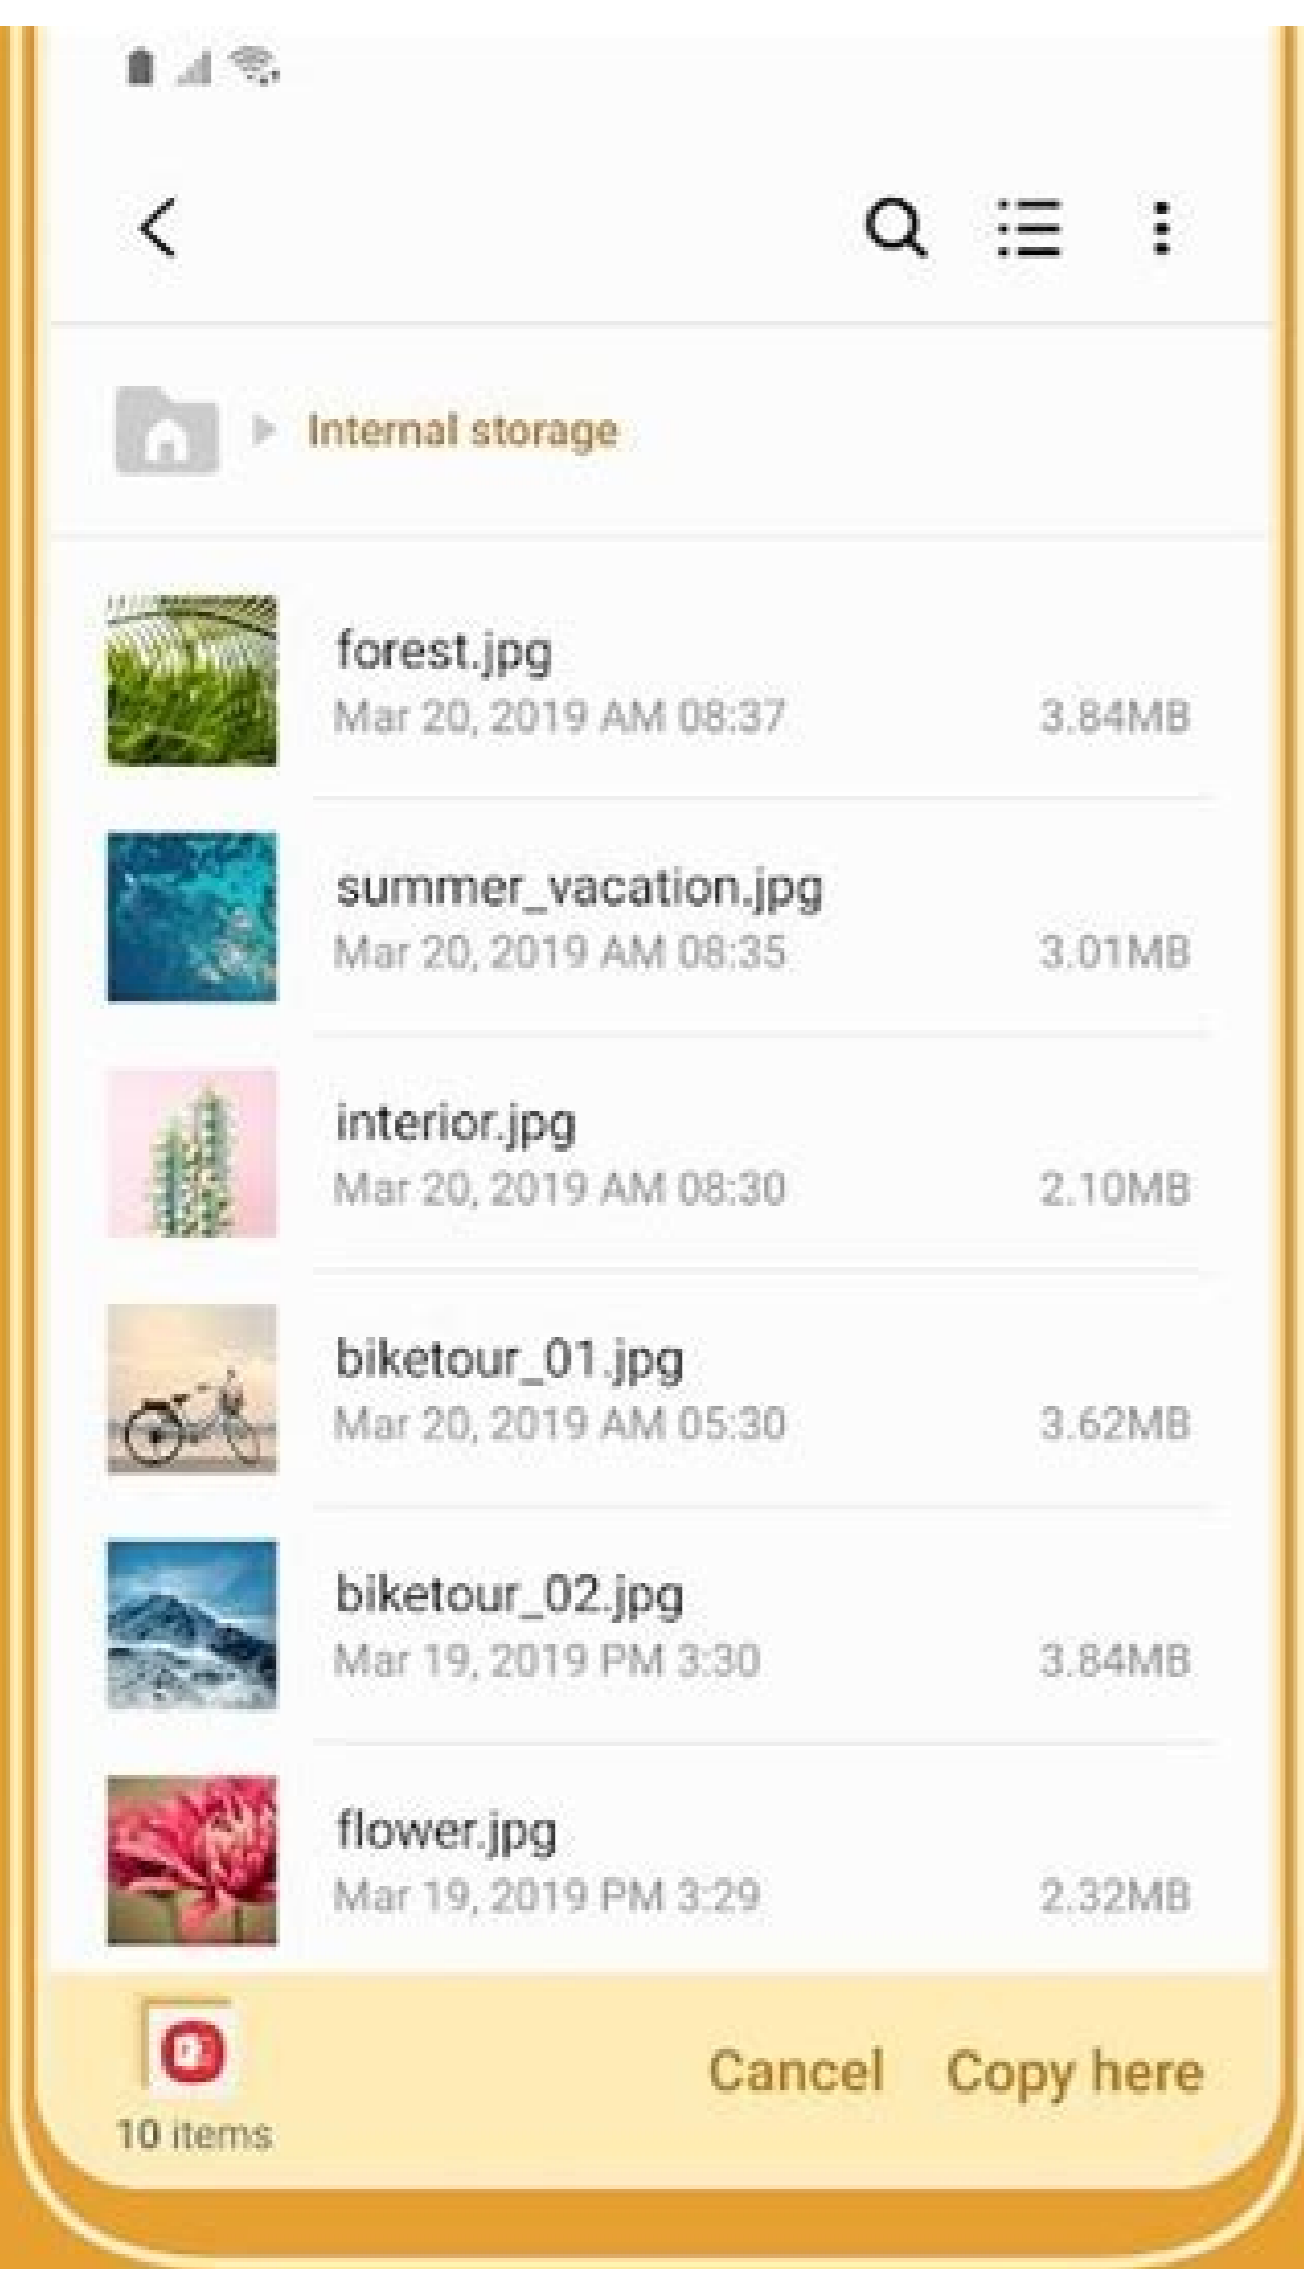 Internal storage
forest.jpg
Mar 20, 2019 AM 08:37 3.84MB
summer_vacation.jpg
Mar 20, 2019 AM 08:35 3.01MB
interior.jpg
Mar 20, 2019 AM 08:30 2.10MB
biketour_01.jpg
Mar 20, 2019 AM 05:30 3.62MB
biketour_02.jpg
Mar 19, 2019 PM 3:30 3.84MB
flower.jpg
Mar 19, 2019 PM 3:29 2.32MB
Cancel Copy here
10 items